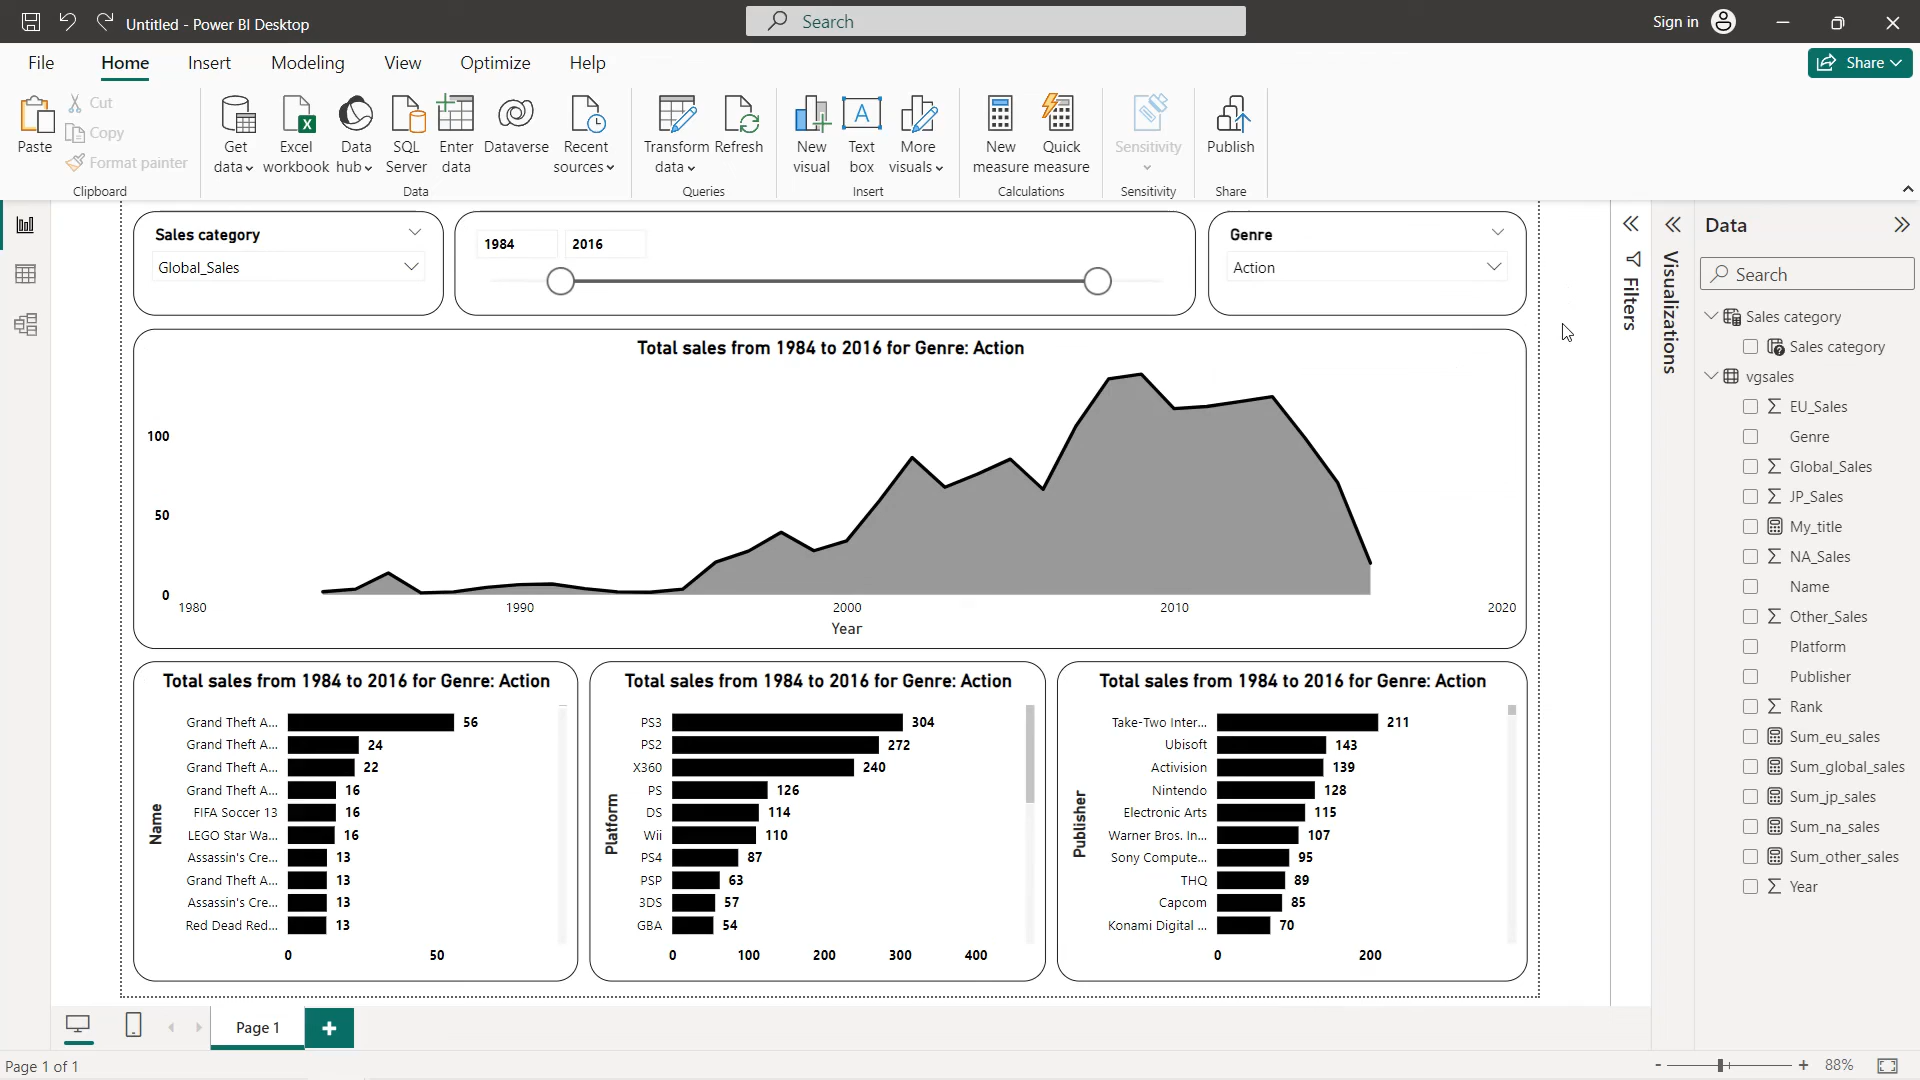 Untitled - Power BI Desktop
Search
Sign in
File
Home
Insert
Modeling
View
Optimize
Help
Share
Paste
Cut
Copy
Format painter
Clipboard
Get data
Excel workbook
Data hub
SQL Server
Enter data
Dataverse
Recent sources
Data
Transform data
Refresh
Queries
New visual
Text box
More visuals
Insert
New measure
Quick measure
Calculations
Sensitivity
Sensitivity
Publish
Share
Sales category
Global_Sales
1984
2016
Genre
Action
Total sales from 1984 to 2016 for Genre: Action
100
50
0
1980
1990
2000
2010
2020
Year
Total sales from 1984 to 2016 for Genre: Action
Name
Grand Theft A... 56
Grand Theft A... 24
Grand Theft A... 22
Grand Theft A... 16
FIFA Soccer 13 16
LEGO Star Wa... 16
Assassin's Cre... 13
Grand Theft A... 13
Assassin's Cre... 13
Red Dead Red... 13
0 50
Total sales from 1984 to 2016 for Genre: Action
Platform
PS3 304
PS2 272
X360 240
PS 126
DS 114
Wii 110
PS4 87
PSP 63
3DS 57
GBA 54
0 100 200 300 400
Total sales from 1984 to 2016 for Genre: Action
Publisher
Take-Two Inter... 211
Ubisoft 143
Activision 139
Nintendo 128
Electronic Arts 115
Warner Bros. In... 107
Sony Compute... 95
THQ 89
Capcom 85
Konami Digital ... 70
0 200
Filters
Visualizations
Data
Search
Sales category
Sales category
vgsales
EU_Sales
Genre
Global_Sales
JP_Sales
My_title
NA_Sales
Name
Other_Sales
Platform
Publisher
Rank
Sum_eu_sales
Sum_global_sales
Sum_jp_sales
Sum_na_sales
Sum_other_sales
Year
Page 1
Page 1 of 1
- + 88%